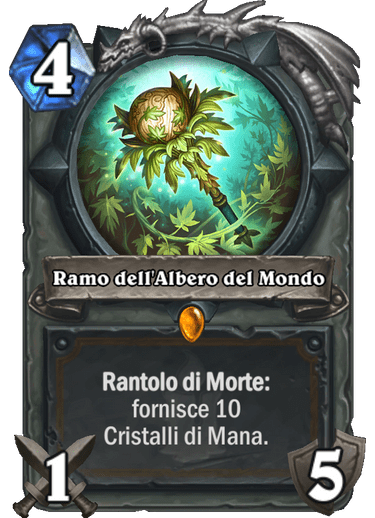 4
Ramo dell'Albero del Mondo
Rantolo di Morte:
fornisce 10
Cristalli di Mana.
1
5